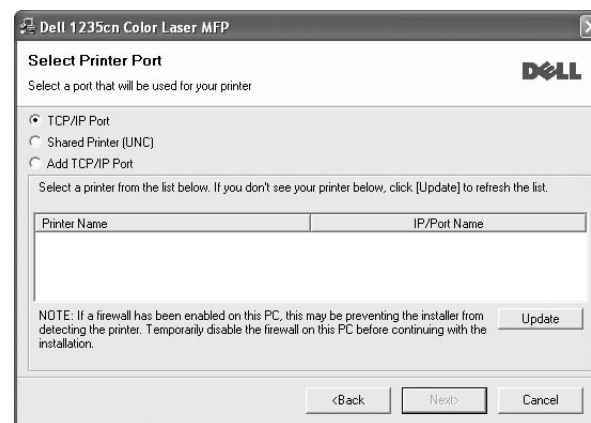 Dell 1235cn Color Laser MFP
Select Printer Port
Select a port that will be used for your printer
DELL
TCP/IP Port
Shared Printer (UNC)
Add TCP/IP Port
Select a printer from the list below. If you don't see your printer below, click [Update] to refresh the list.
Printer Name IP/Port Name
NOTE: If a firewall has been enabled on this PC, this may be preventing the installer from
detecting the printer. Temporarily disable the firewall on this PC before continuing with the
installation.
Update
<Back Next> Cancel